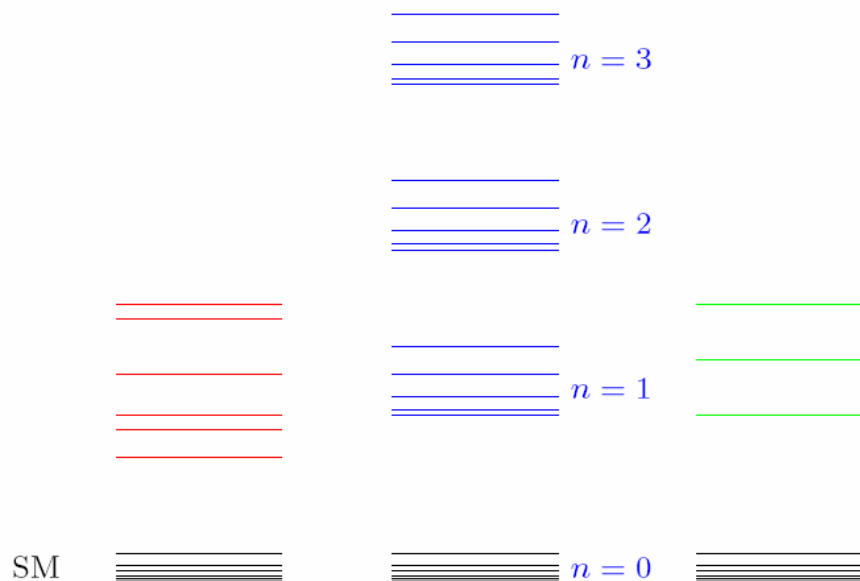 n = 3
n = 2
n = 1
SM
n = 0